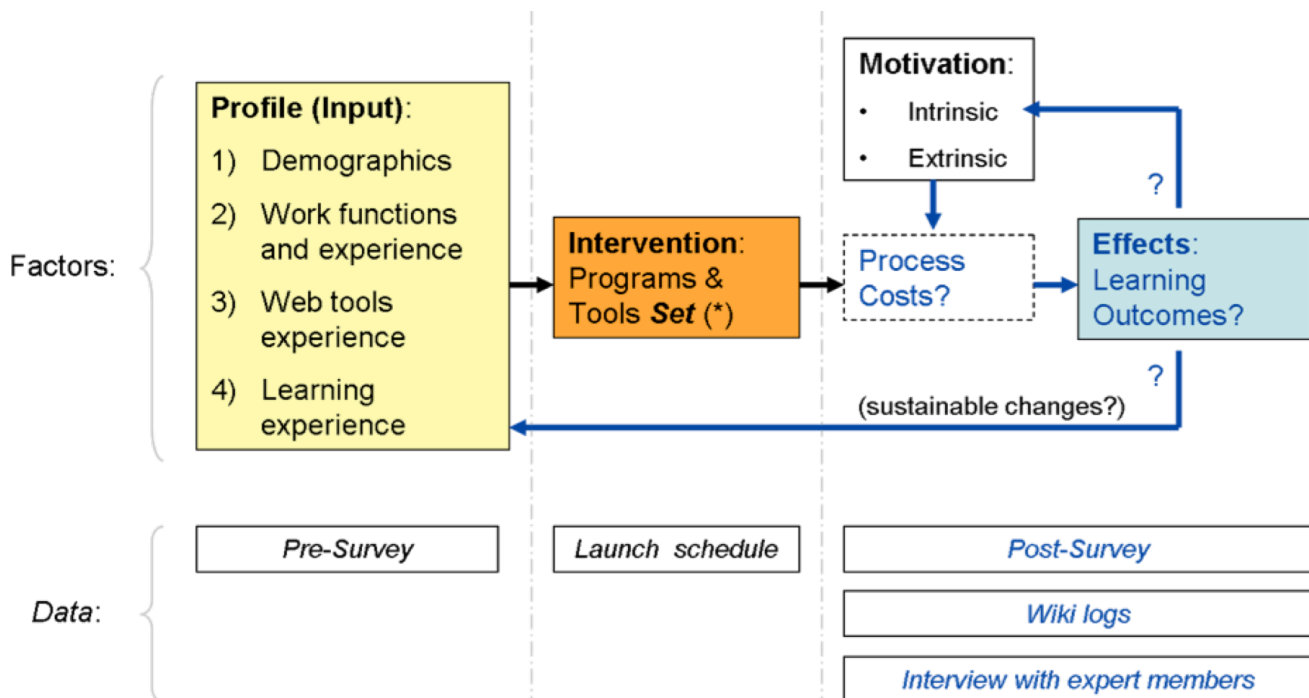 Factors:
Profile (Input):
1) Demographics
2) Work functions
and experience
3) Web tools
experience
4) Learning
experience
Intervention:
Programs &
Tools Set (*)
Motivation:
• Intrinsic
• Extrinsic
Process
Costs?
Effects:
Learning
Outcomes?
?
?
(sustainable changes?)
Data:
Pre-Survey
Launch schedule
Post-Survey
Wiki logs
Interview with expert members